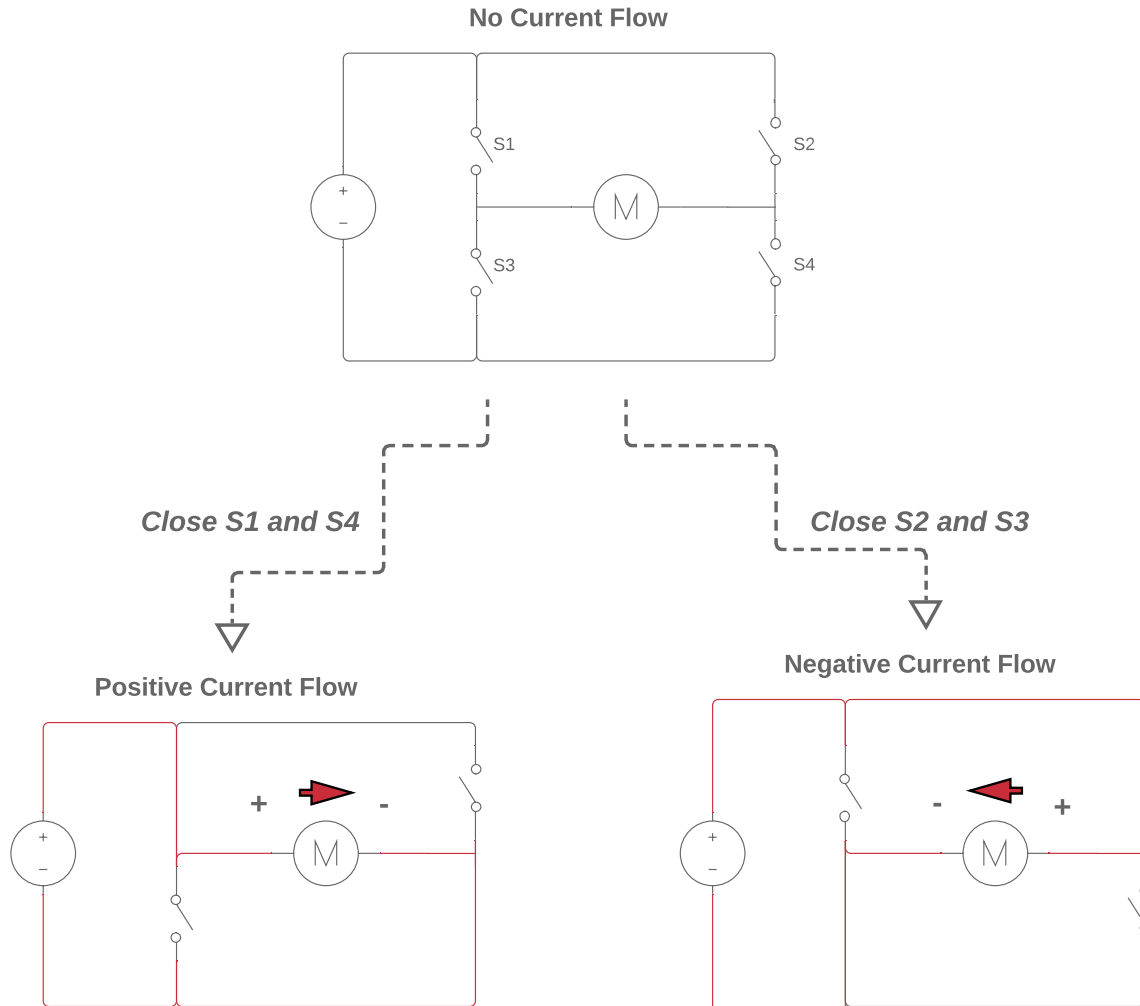 No Current Flow
S1
S2
+
M
−
S3
S4
Close S1 and S4
Close S2 and S3
Negative Current Flow
Positive Current Flow
+
-
-
+
+
M
−
+
M
−